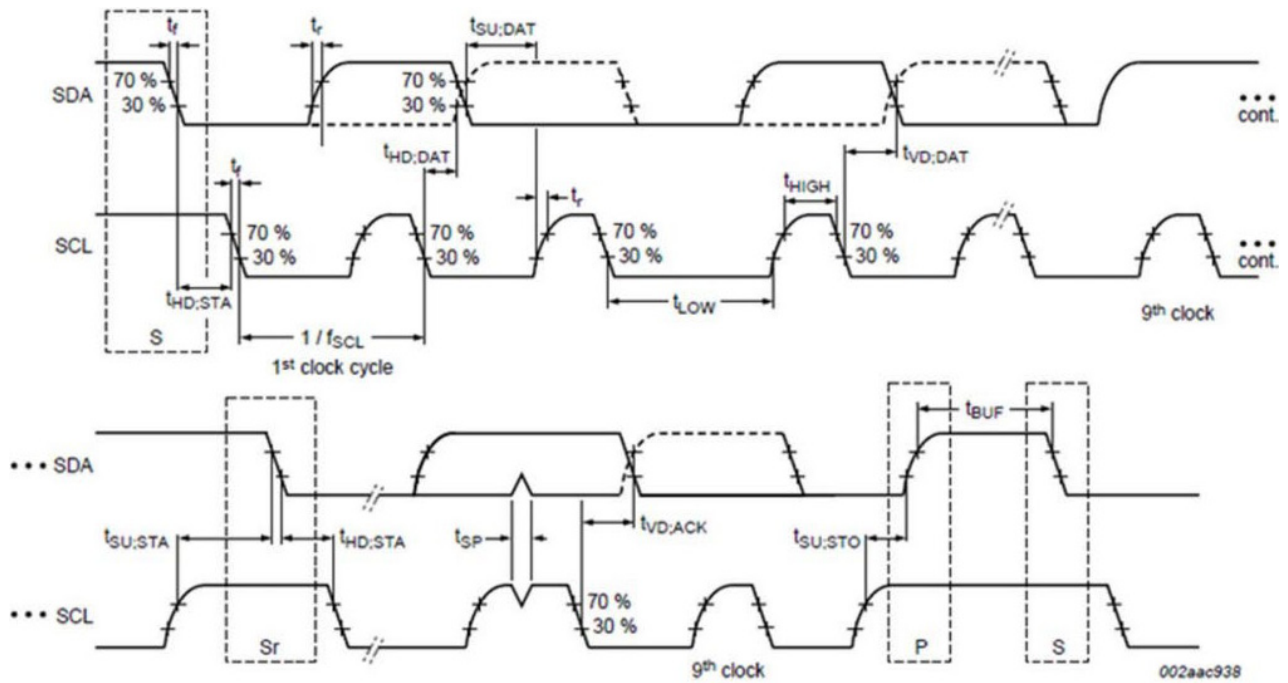 tf tr tSU;DAT
70 % 70 %
SDA 30 % 30 % cont.
tHD;DAT tVD;DAT
tf tr tHIGH
70 % 70 % 70 % 70 %
SCL 30 % 30 % 30 % 30 % cont.
tHD;STA tLOW
9th clock
S 1 / fSCL
1st clock cycle
tBUF
••• SDA
tSU;STA tHD;STA tSP tVD;ACK tSU;STO
70 %
••• SCL 30 %
Sr P S
9th clock
002aac938